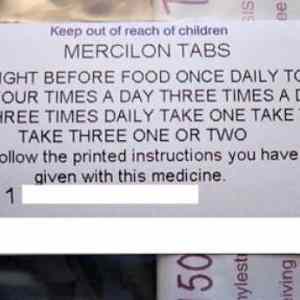 Keep out of reach of children
MERCILON TABS
IGHT BEFORE FOOD ONCE DAILY TO
OUR TIMES A DAY THREE TIMES A D
HREE TIMES DAILY TAKE ONE TAKE
TAKE THREE ONE OR TWO
ollow the printed instructions you have
given with this medicine.
1
150